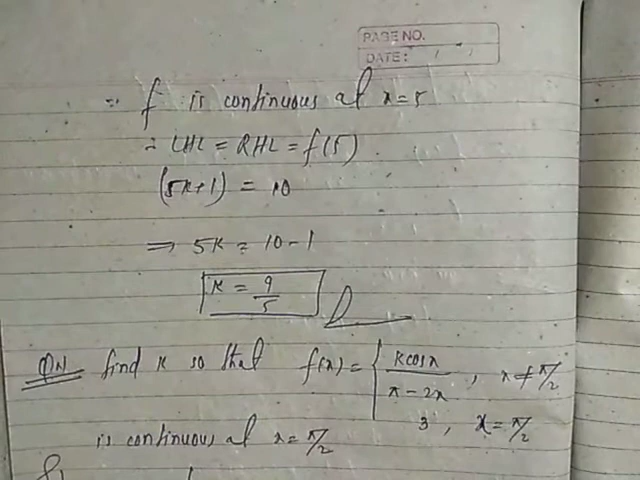 PAGE NO.
DATE: / /
∵ f is continuous at x=5
∴ LHL = RHL = f(5)
(5K+1) = 10
⇒ 5K = 10-1
K = 9/5
Qn find K so that f(x) = { Kcosx/(π-2x), x≠π/2
3, x=π/2
is continuous at x=π/2